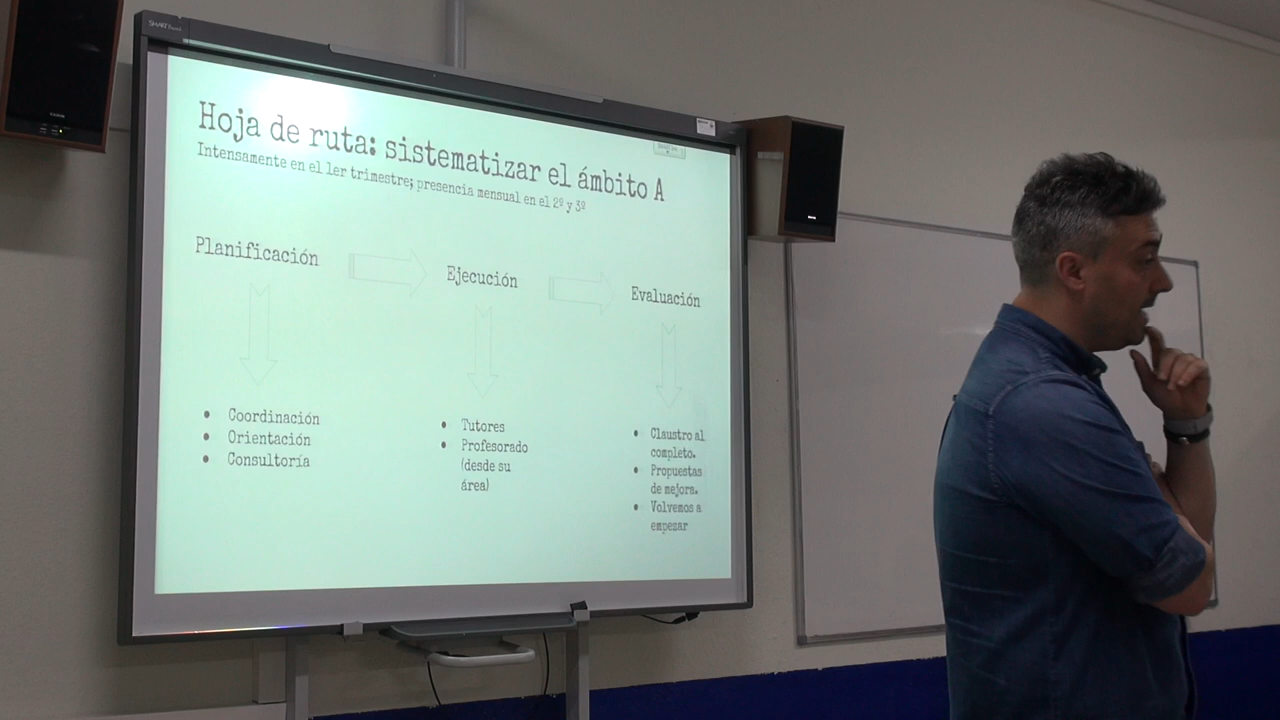 SMART
Hoja de ruta: sistematizar el ámbito A
Intensamente en el 1er trimestre; presencia mensual en el 2º y 3º
Planificación
Ejecución
Evaluación
• Coordinación
• Orientación
• Consultoría
• Tutores
• Profesorado
(desde su
área)
• Claustro al
completo.
• Propuestas
de mejora.
• Volvemos a
empezar